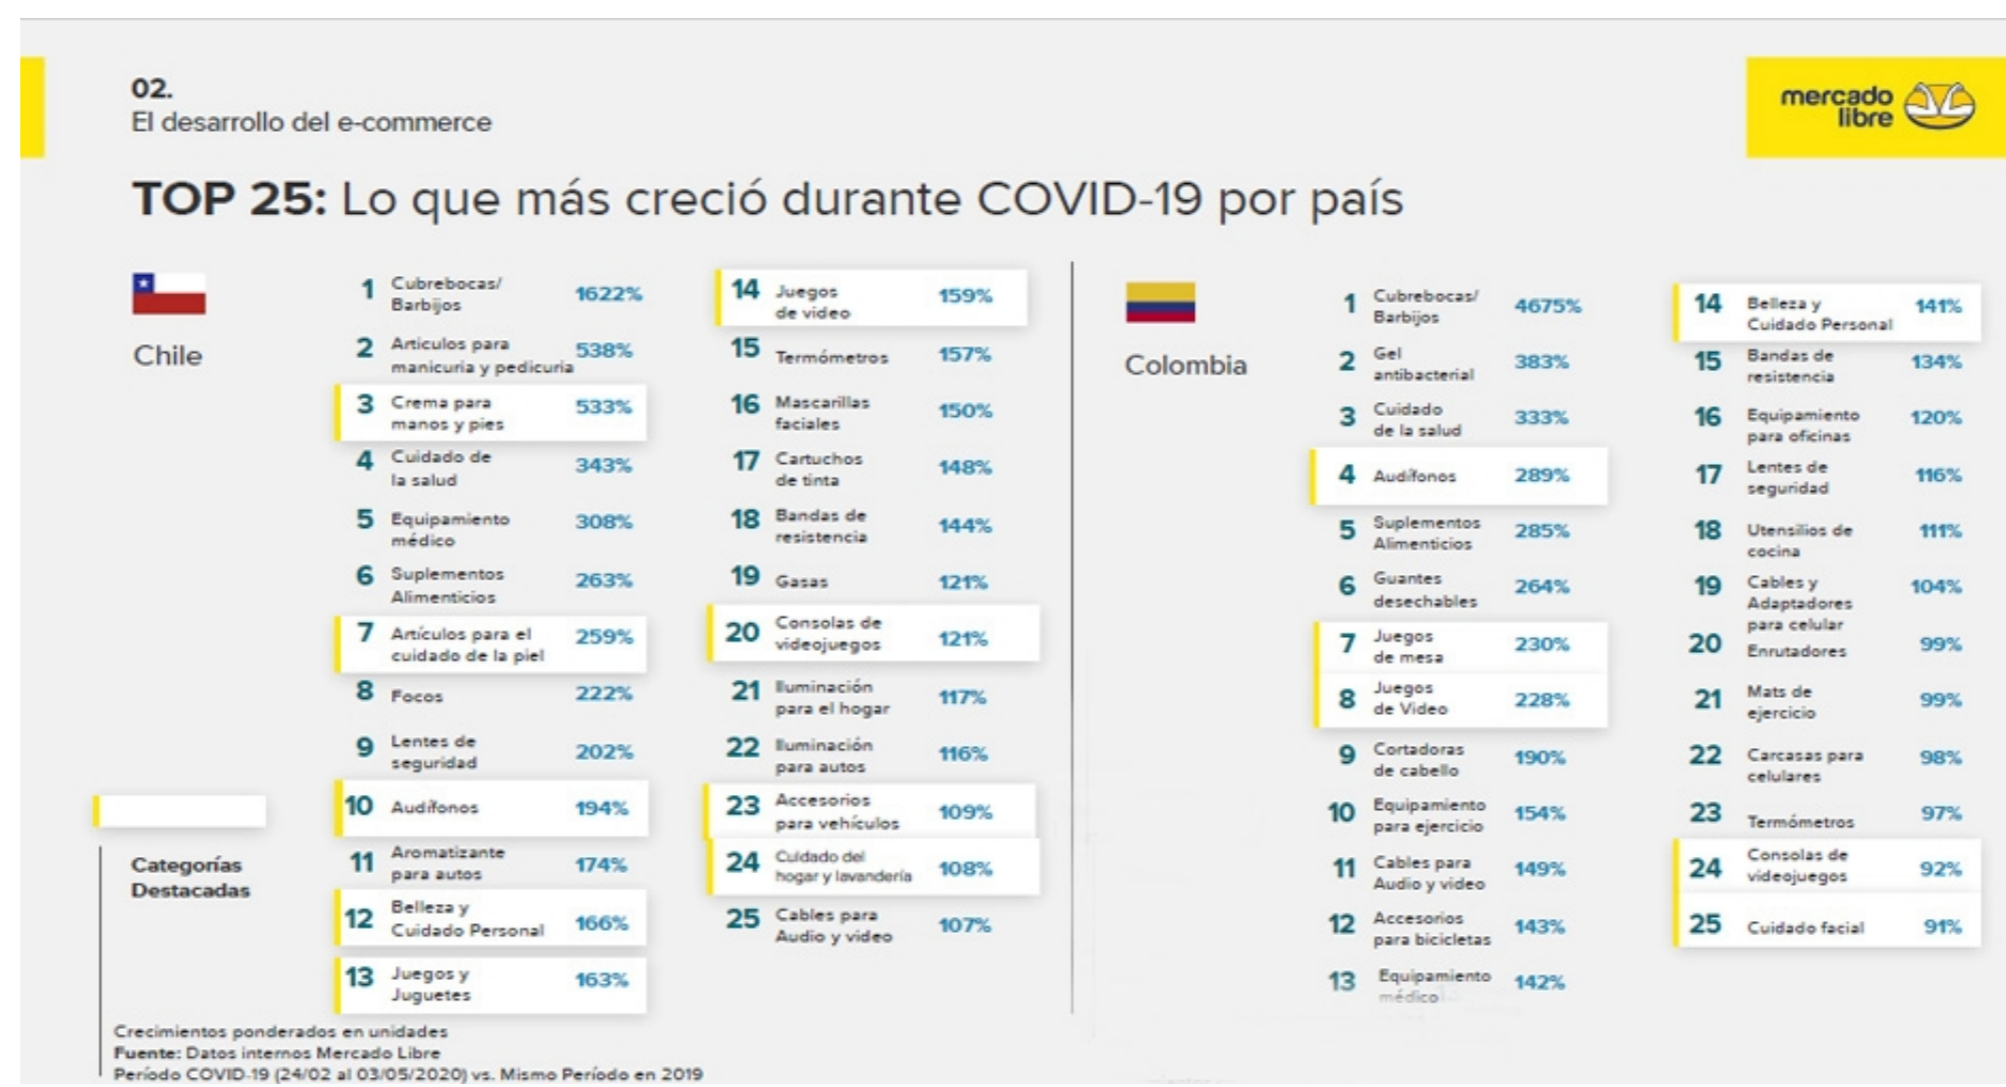 02.
El desarrollo del e-commerce
mercado
libre
TOP 25: Lo que más creció durante COVID-19 por país
Chile
1 Cubrebocas/
Barbijos 1622%
2 Articulos para
manicuria y pedicuria 538%
3 Crema para
manos y pies 533%
4 Cuidado de
la salud 343%
5 Equipamiento
médico 308%
6 Suplementos
Alimenticios 263%
7 Artículos para el
cuidado de la piel 259%
8 Focos 222%
9 Lentes de
seguridad 202%
10 Audífonos 194%
11 Aromatizante
para autos 174%
12 Belleza y
Cuidado Personal 166%
13 Juegos y
Juguetes 163%
14 Juegos
de video 159%
15 Termómetros 157%
16 Mascarillas
faciales 150%
17 Cartuchos
de tinta 148%
18 Bandas de
resistencia 144%
19 Gasas 121%
20 Consolas de
videojuegos 121%
21 Iluminación
para el hogar 117%
22 Iluminación
para autos 116%
23 Accesorios
para vehículos 109%
24 Cuidado del
hogar y lavandería 108%
25 Cables para
Audio y video 107%
Categorías
Destacadas
Colombia
1 Cubrebocas/
Barbijos 4675%
2 Gel
antibacterial 383%
3 Cuidado
de la salud 333%
4 Audífonos 289%
5 Suplementos
Alimenticios 285%
6 Guantes
desechables 264%
7 Juegos
de mesa 230%
8 Juegos
de Video 228%
9 Cortadoras
de cabello 190%
10 Equipamiento
para ejercicio 154%
11 Cables para
Audio y video 149%
12 Accesorios
para bicicletas 143%
13 Equipamiento
médico 142%
14 Belleza y
Cuidado Personal 141%
15 Bandas de
resistencia 134%
16 Equipamiento
para oficinas 120%
17 Lentes de
seguridad 116%
18 Utensilios de
cocina 111%
19 Cables y
Adaptadores
para celular 104%
20 Enrutadores 99%
21 Mats de
ejercicio 99%
22 Carcasas para
celulares 98%
23 Termómetros 97%
24 Consolas de
videojuegos 92%
25 Cuidado facial 91%
Crecimientos ponderados en unidades
Fuente: Datos internos Mercado Libre
Período COVID-19 (24/02 al 03/05/2020) vs. Mismo Período en 2019